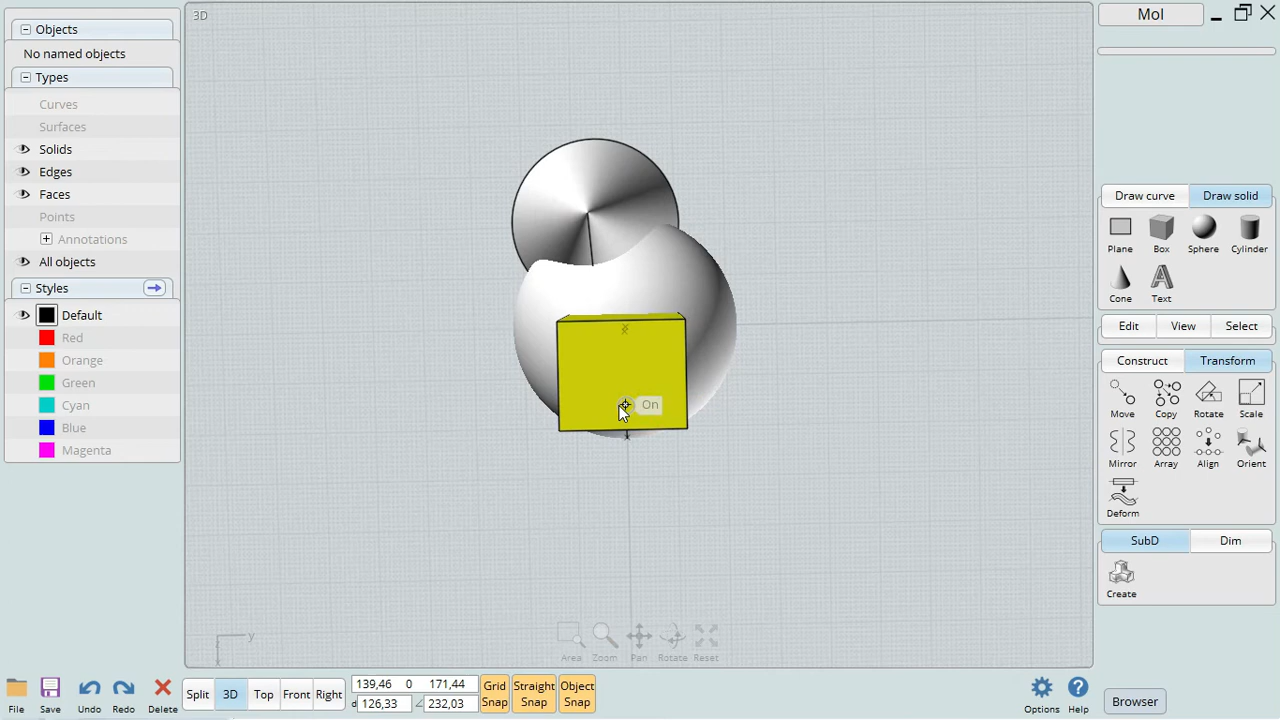 Objects
No named objects
Types
Curves
Surfaces
Solids
Edges
Faces
Points
Annotations
All objects
Styles
Default
Red
Orange
Green
Cyan
Blue
Magenta
3D
On
z
y
Area
Zoom
Pan
Rotate
Reset
MoI
Draw curve
Draw solid
Plane
Box
Sphere
Cylinder
Cone
Text
Edit
View
Select
Construct
Transform
Move
Copy
Rotate
Scale
Mirror
Array
Align
Orient
Deform
SubD
Dim
Create
File
Save
Undo
Redo
Delete
Split
3D
Top
Front
Right
139,46 0 171,44
d 126,33 ∠ 232,03
Grid Snap
Straight Snap
Object Snap
Options
Help
Browser